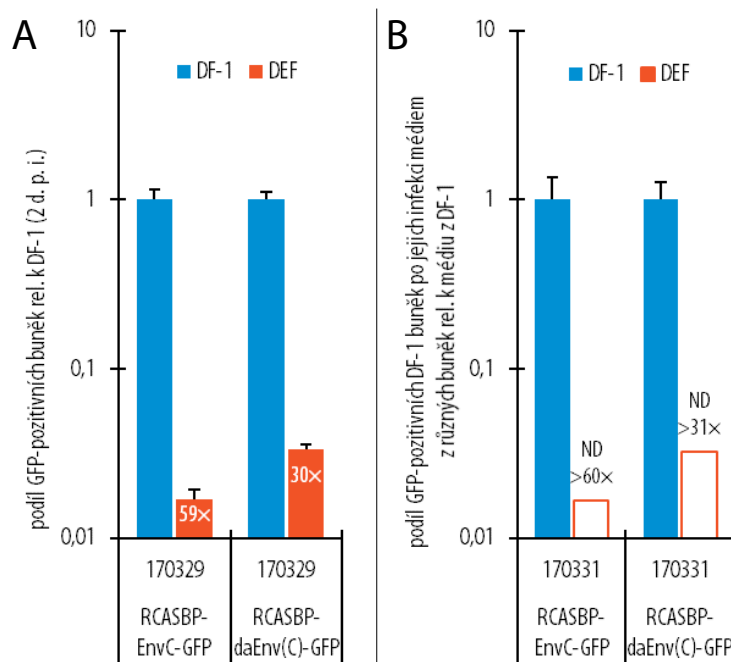 A
10
DF-1 DEF
podíl GFP-pozitivních buněk rel. k DF-1 (2 d. p. i.)
1
0,1
0,01
59×
30×
170329 170329
RCASBP- RCASBP-
EnvC-GFP daEnv(C)-GFP
B
10
DF-1 DEF
podíl GFP-pozitivních DF-1 buněk po jejich infekci médiem
z různých buněk rel. k médiu z DF-1
1
0,1
0,01
ND
>60×
ND
>31×
170331 170331
RCASBP- RCASBP-
EnvC-GFP daEnv(C)-GFP